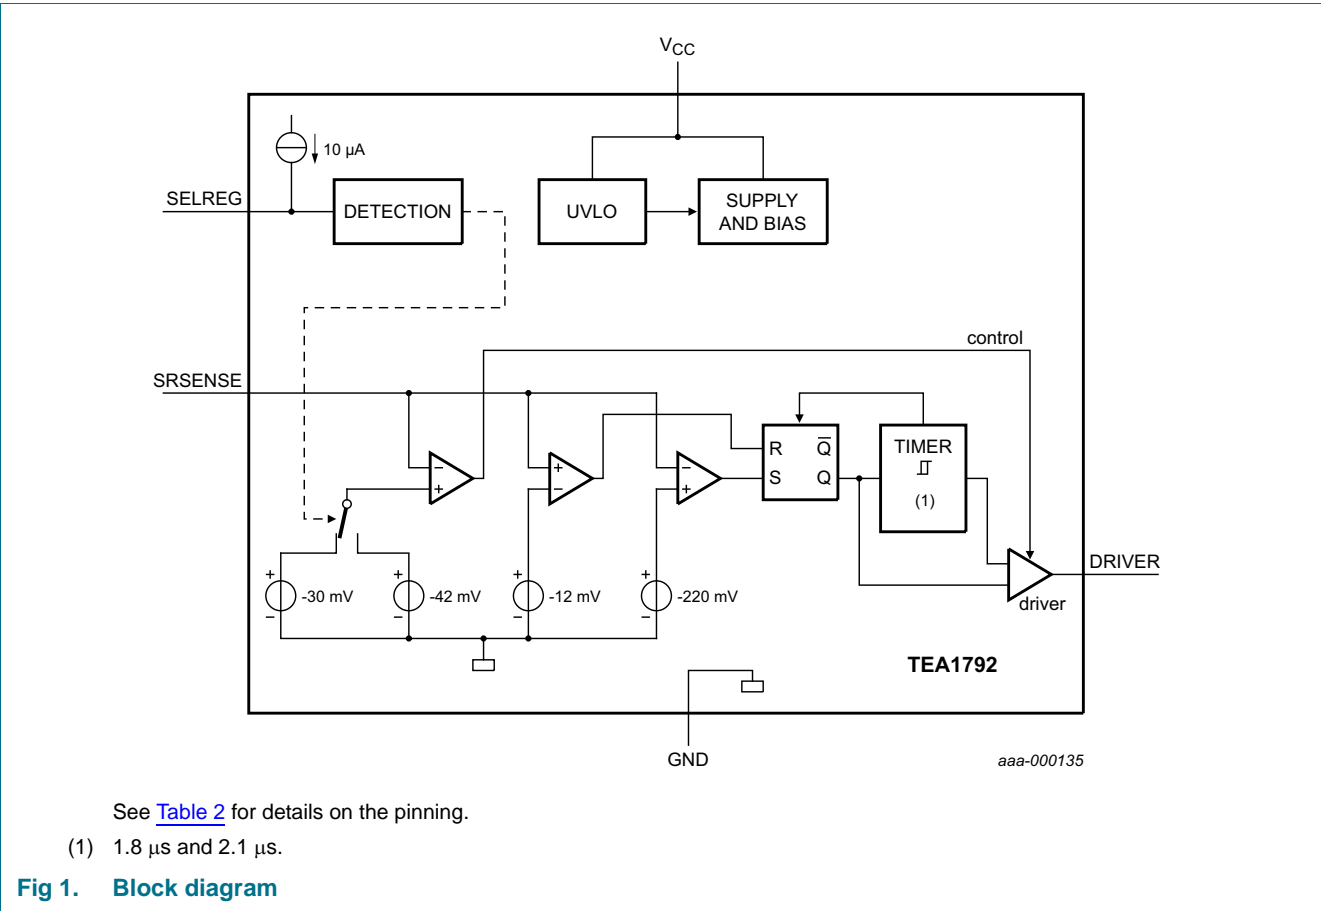 VCC
10 μA
SELREG
DETECTION
UVLO
SUPPLY
AND BIAS
control
SRSENSE
R Q̅
S Q
TIMER
(1)
− + + − − +
DRIVER
driver
+ + + +
-30 mV -42 mV -12 mV -220 mV
− − − −
TEA1792
GND
aaa-000135
See Table 2 for details on the pinning.
(1) 1.8 μs and 2.1 μs.
Fig 1. Block diagram